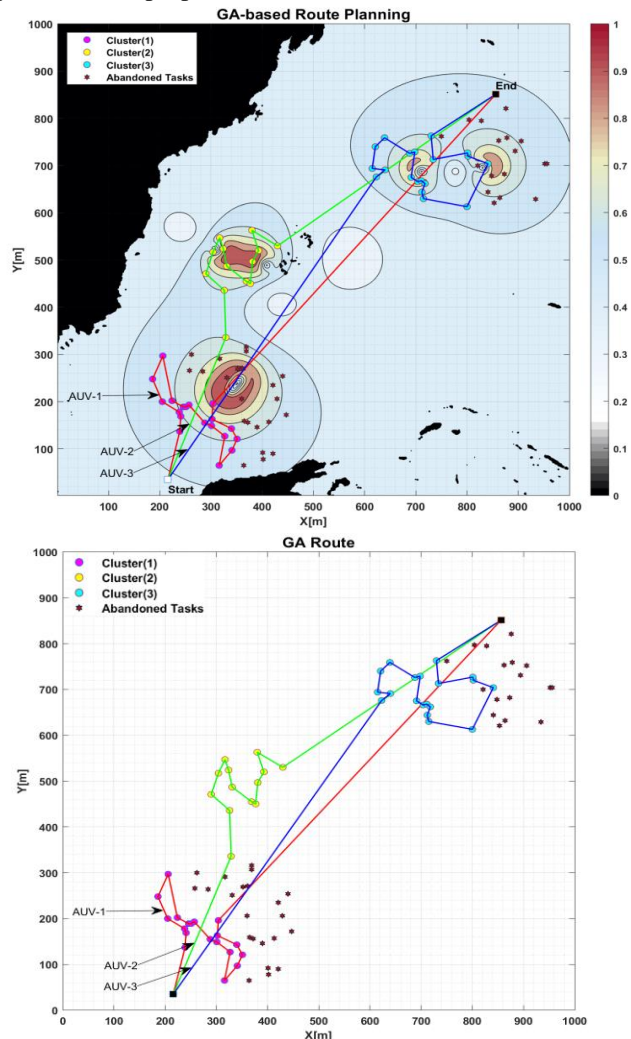 GA-based Route Planning
1000
900
800
700
600
500
400
300
200
100
Y[m]
Cluster(1)
Cluster(2)
Cluster(3)
Abandoned Tasks
End
AUV-1
AUV-2
AUV-3
Start
100 200 300 400 500 600 700 800 900 1000
X[m]
1
0.9
0.8
0.7
0.6
0.5
0.4
0.3
0.2
0.1
0
GA Route
1000
900
800
700
600
500
400
300
200
100
0
Y[m]
Cluster(1)
Cluster(2)
Cluster(3)
Abandoned Tasks
AUV-1
AUV-2
AUV-3
0 100 200 300 400 500 600 700 800 900 1000
X[m]